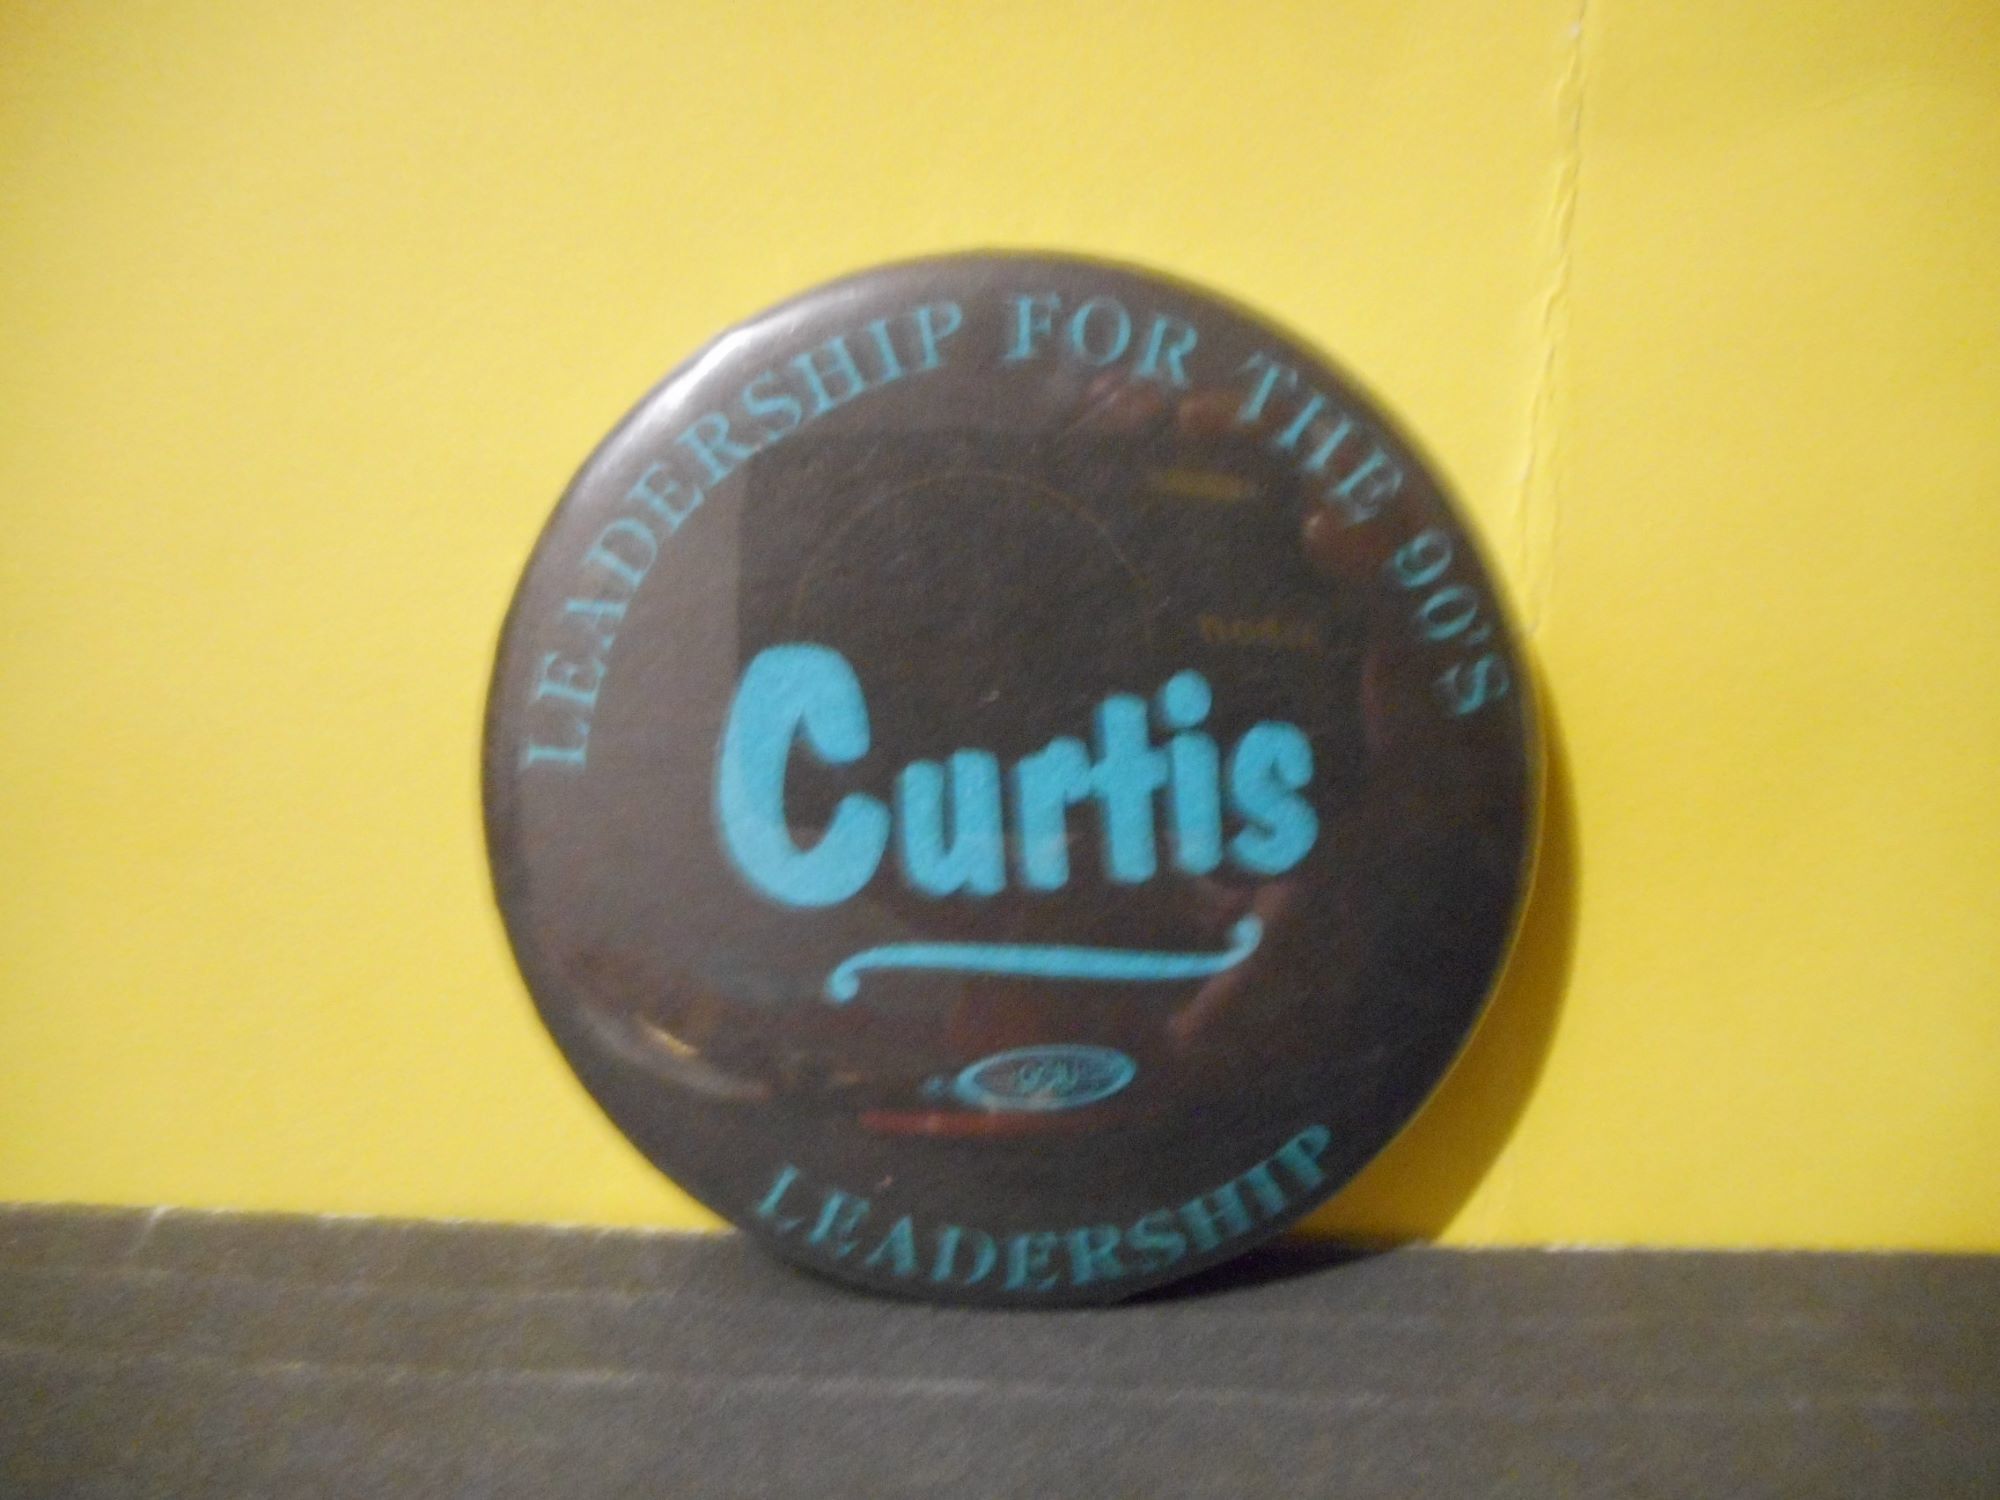 LEADERSHIP FOR THE 90'S
Curtis
LEADERSHIP